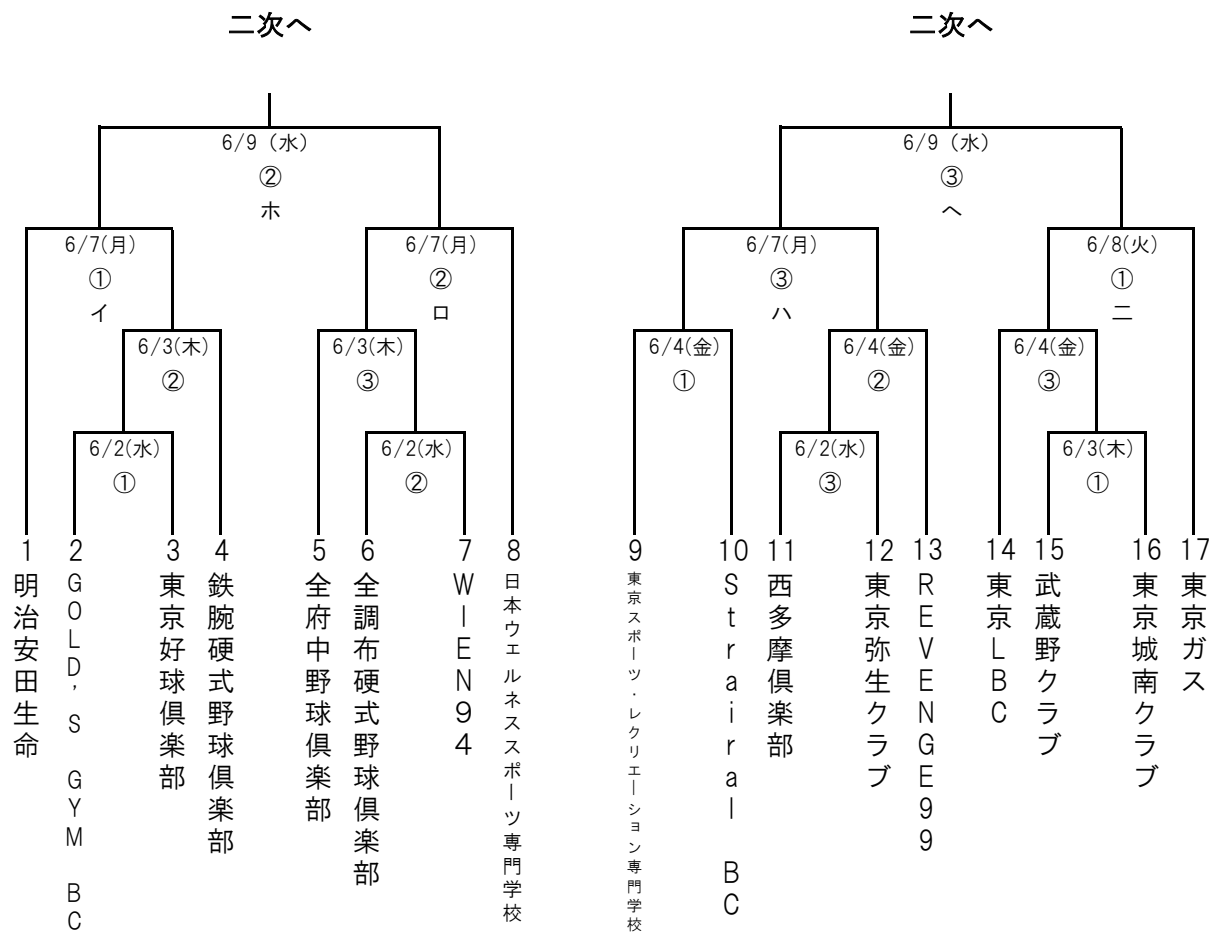 二次へ
二次へ
6/9（水）
②
ホ
6/9（水）
③
ヘ
6/7(月)
①
イ
6/7(月)
②
ロ
6/7(月)
③
ハ
6/8(火)
①
二
6/3(木)
②
6/3(木)
③
6/4(金)
①
6/4(金)
②
6/4(金)
③
6/2(水)
①
6/2(水)
②
6/2(水)
③
6/3(木)
①
1
明治安田生命
2
GOLD'S GYM BC
3
東京好球倶楽部
4
鉄腕硬式野球倶楽部
5
全府中野球倶楽部
6
全調布硬式野球倶楽部
7
WIEN94
8
日本ウェルネススポーツ専門学校
9
東京スポーツ・レクリエーション専門学校
10
Strairal BC
11
西多摩倶楽部
12
東京弥生クラブ
13
REVENGE99
14
東京LBC
15
武蔵野クラブ
16
東京城南クラブ
17
東京ガス